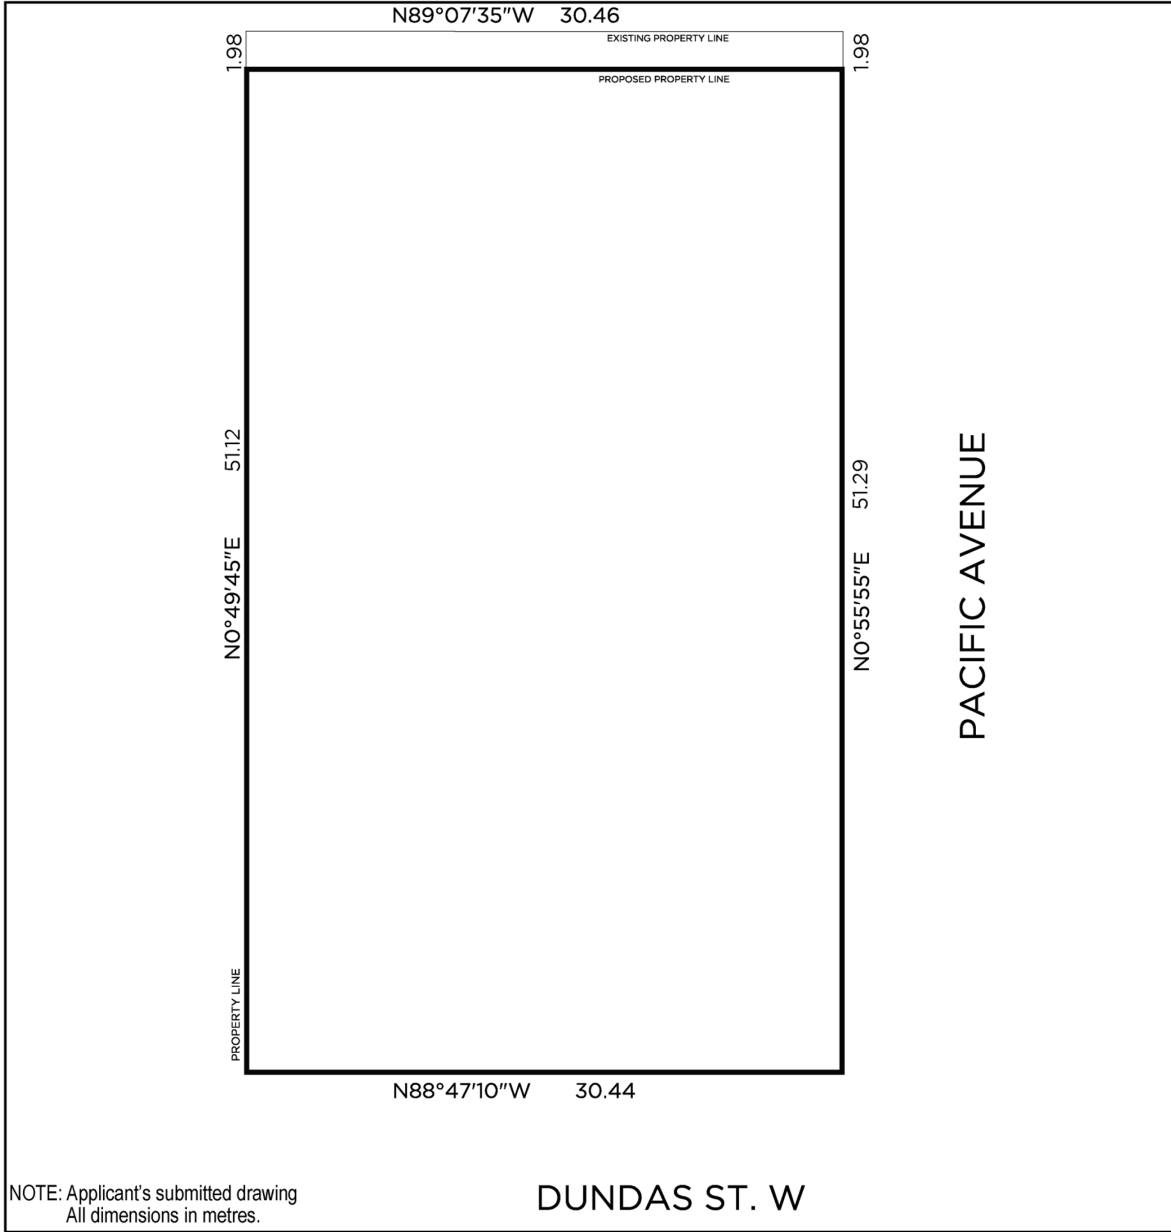 N89°07'35"W 30.46
EXISTING PROPERTY LINE
1.98
1.98
PROPOSED PROPERTY LINE
51.12
N0°49'45"E
51.29
N0°55'55"E
PACIFIC AVENUE
PROPERTY LINE
N88°47'10"W 30.44
NOTE: Applicant's submitted drawing
All dimensions in metres.
DUNDAS ST. W